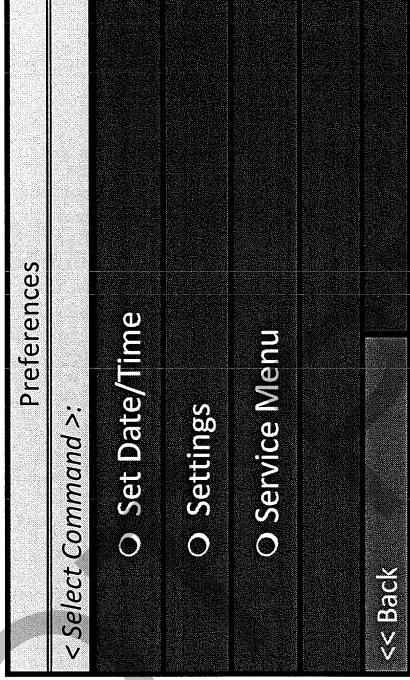 Preferences
< Select Command >:
Set Date/Time
Settings
Service Menu
<< Back